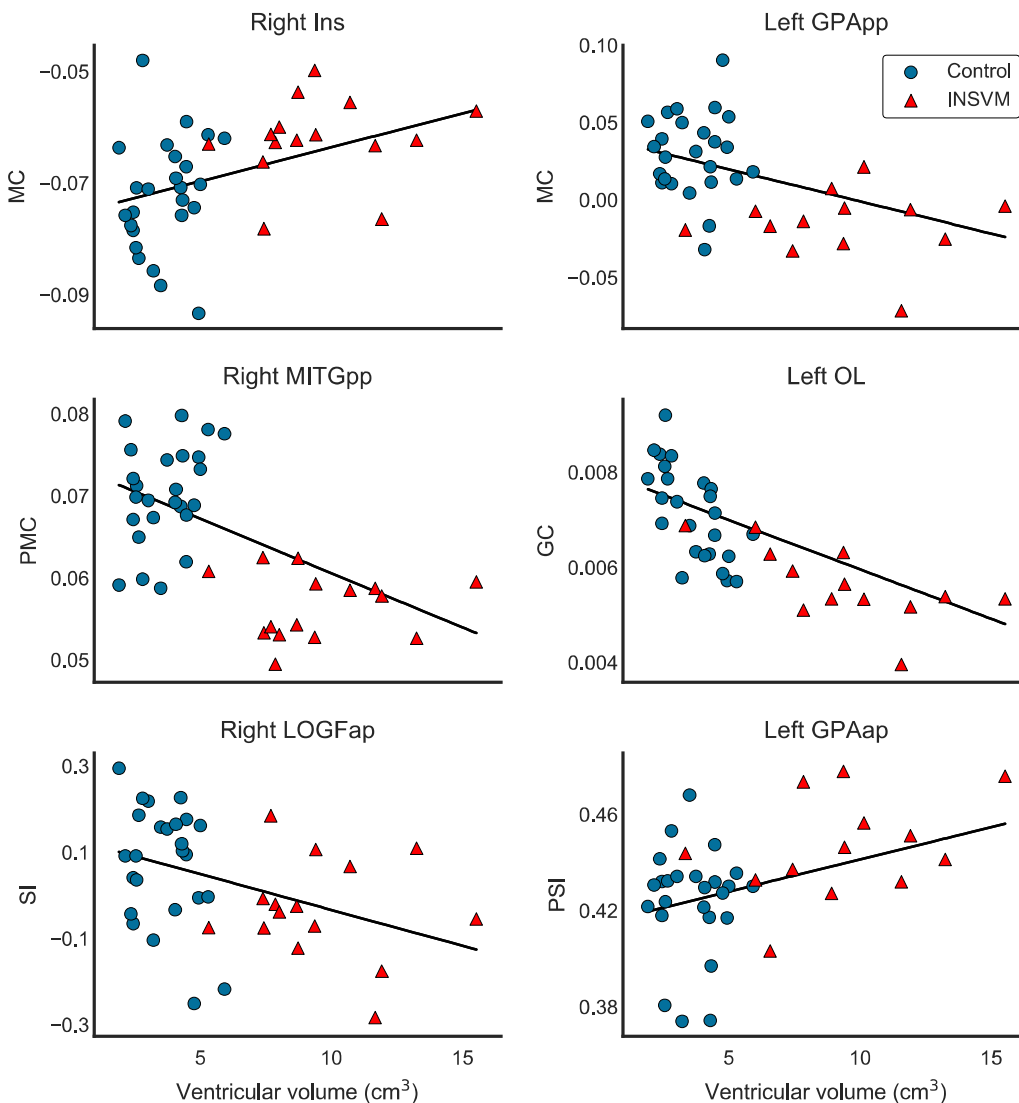 Right Ins
−0.05
−0.07
−0.09
MC
Left GPApp
0.10
0.05
0.00
−0.05
MC
Control
INSVM
Right MITGpp
0.08
0.07
0.06
0.05
PMC
Left OL
0.008
0.006
0.004
GC
Right LOGFap
0.3
0.1
−0.1
−0.3
SI
5
10
15
Ventricular volume (cm³)
Left GPAap
0.46
0.42
0.38
PSI
5
10
15
Ventricular volume (cm³)